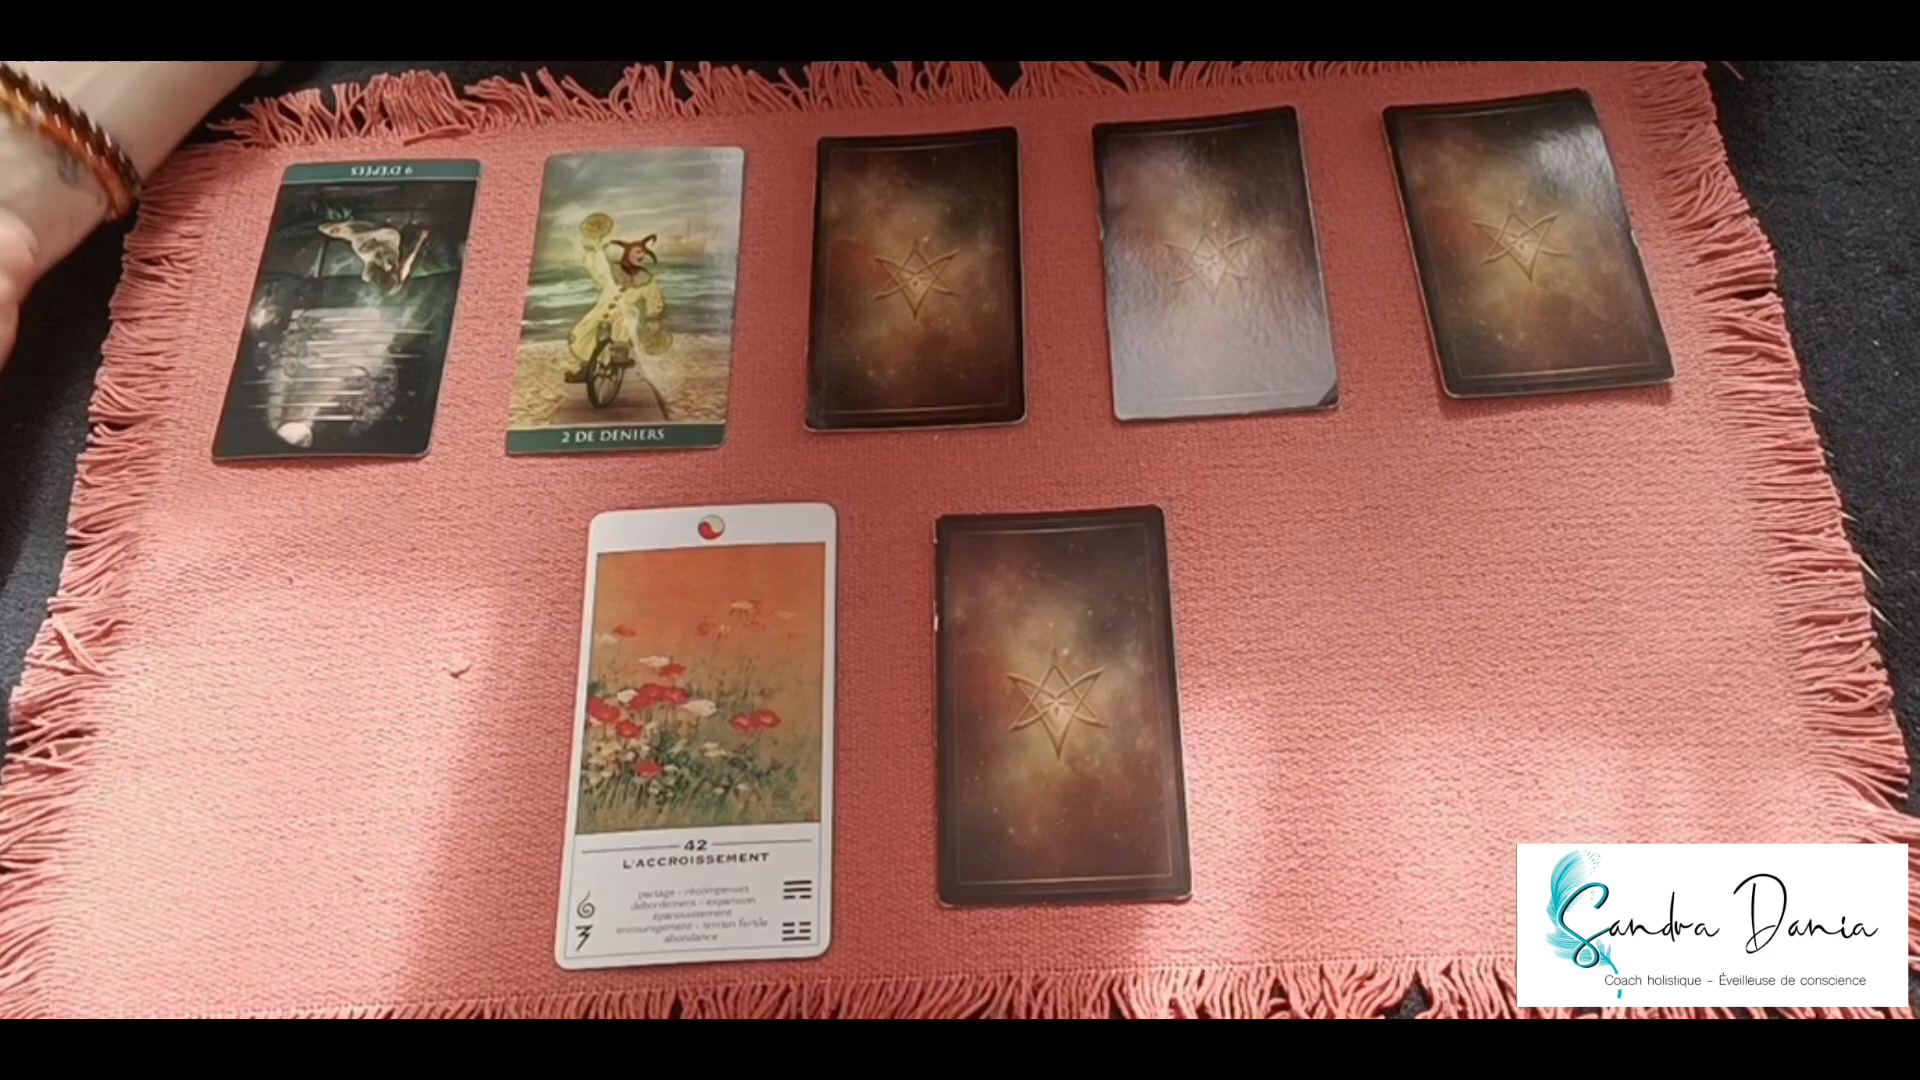 9 D'ÉPÉES
2 DE DENIERS
42
L'ACCROISSEMENT
partage - récompenses
débordement - expansion
épanouissement
encouragement - terrain fertile
abondance
Sandra Dania
Coach holistique - Éveilleuse de conscience